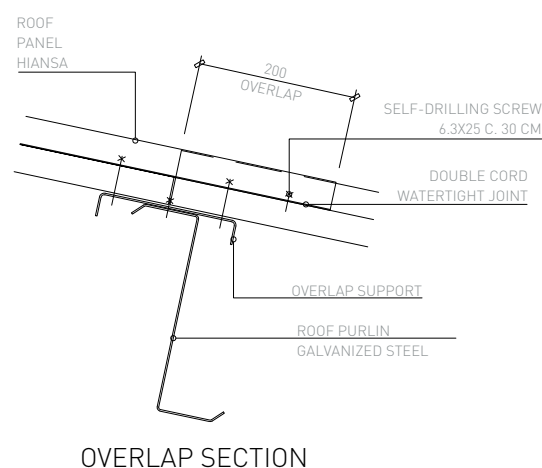 ROOF
PANEL
HIANSA
200
OVERLAP
SELF-DRILLING SCREW
6.3X25 C. 30 CM
DOUBLE CORD
WATERTIGHT JOINT
OVERLAP SUPPORT
ROOF PURLIN
GALVANIZED STEEL
OVERLAP SECTION